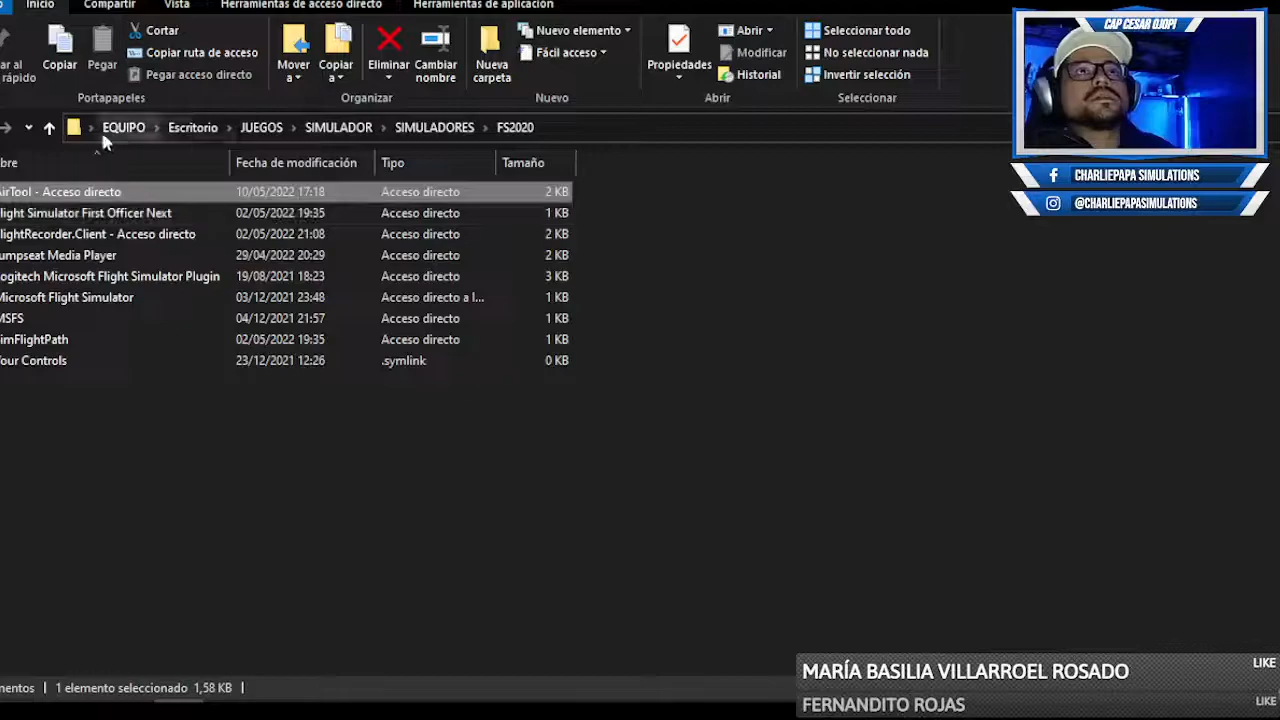 Inicio Compartir Vista Herramientas de acceso directo Herramientas de aplicación
Cortar
Copiar ruta de acceso
Pegar acceso directo
Copiar
Pegar
Portapapeles
Mover a
Copiar a
Eliminar
Cambiar nombre
Organizar
Nueva carpeta
Nuevo elemento
Fácil acceso
Nuevo
Propiedades
Abrir
Modificar
Historial
Abrir
Seleccionar todo
No seleccionar nada
Invertir selección
Seleccionar
EQUIPO > Escritorio > JUEGOS > SIMULADOR > SIMULADORES > FS2020
bre Fecha de modificación Tipo Tamaño
AirTool - Acceso directo 10/05/2022 17:18 Acceso directo 2 KB
light Simulator First Officer Next 02/05/2022 19:35 Acceso directo 1 KB
lightRecorder.Client - Acceso directo 02/05/2022 21:08 Acceso directo 2 KB
umpseat Media Player 29/04/2022 20:29 Acceso directo 2 KB
ogitech Microsoft Flight Simulator Plugin 19/08/2021 18:23 Acceso directo 3 KB
Microsoft Flight Simulator 03/12/2021 23:48 Acceso directo a l... 1 KB
MSFS 04/12/2021 21:57 Acceso directo 1 KB
imFlightPath 02/05/2022 19:35 Acceso directo 1 KB
our Controls 23/12/2021 12:26 .symlink 0 KB
mentos 1 elemento seleccionado 1,58 KB
CAP CESAR OJOPI
CHARLIEPAPA SIMULATIONS
@CHARLIEPAPASIMULATIONS
MARÍA BASILIA VILLARROEL ROSADO LIKE
FERNANDITO ROJAS LIKE